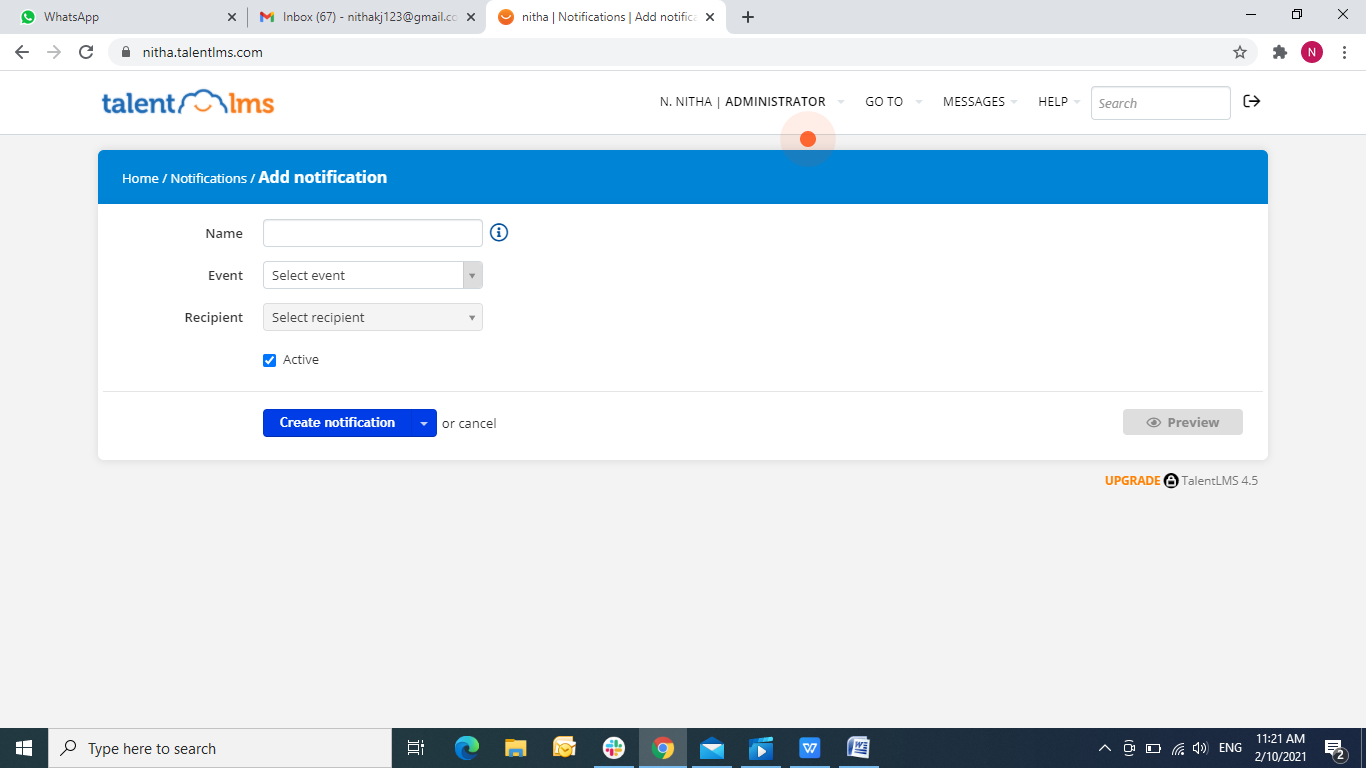 WhatsApp
Inbox (67) - nithakj123@gmail.co
nitha | Notifications | Add notific
nitha.talentlms.com
N
talent lms
N. NITHA | ADMINISTRATOR
GO TO
MESSAGES
HELP
Search
Home / Notifications / Add notification
Name
Event
Select event
Recipient
Select recipient
Active
Create notification
or cancel
Preview
UPGRADE TalentLMS 4.5
Type here to search
ENG
11:21 AM
2/10/2021
2